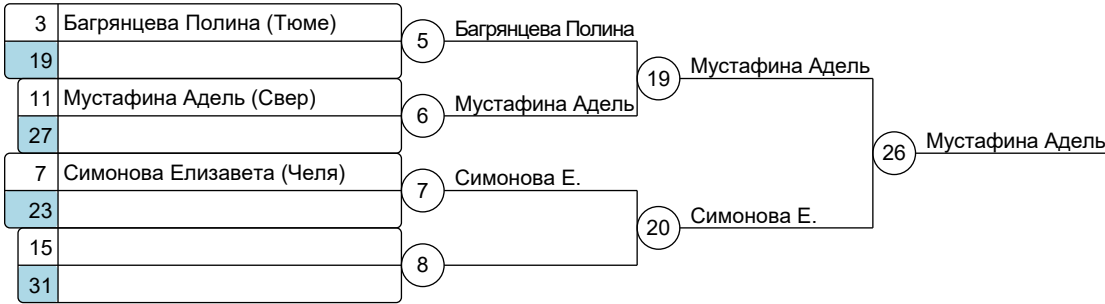 3 Багрянцева Полина (Тюме)
5 Багрянцева Полина
19
19 Мустафина Адель
11 Мустафина Адель (Свер)
6 Мустафина Адель
27
26 Мустафина Адель
7 Симонова Елизавета (Челя)
7 Симонова Е.
23
20 Симонова Е.
15
8
31